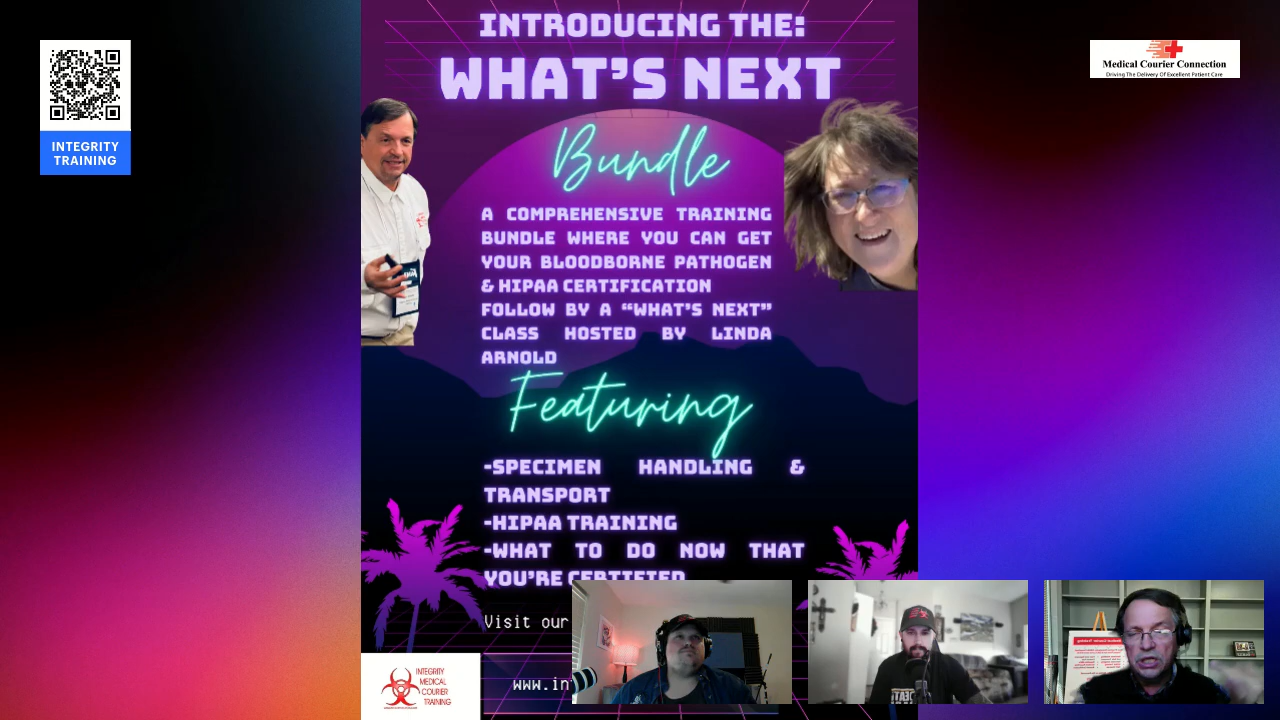 INTRODUCING THE:
WHAT'S NEXT
Bundle
A COMPREHENSIVE TRAINING
BUNDLE WHERE YOU CAN GET
YOUR BLOODBORNE PATHOGEN
& HIPAA CERTIFICATION
FOLLOW BY A “WHAT'S NEXT”
CLASS HOSTED BY LINDA
ARNOLD
Featuring
-SPECIMEN HANDLING &
TRANSPORT
-HIPAA TRAINING
-WHAT TO DO NOW THAT
YOU'RE CERTIFIED
Visit our
www.in
INTEGRITY
MEDICAL
COURIER
TRAINING
INTEGRITY
TRAINING
Medical Courier Connection
Driving The Delivery Of Excellent Patient Care